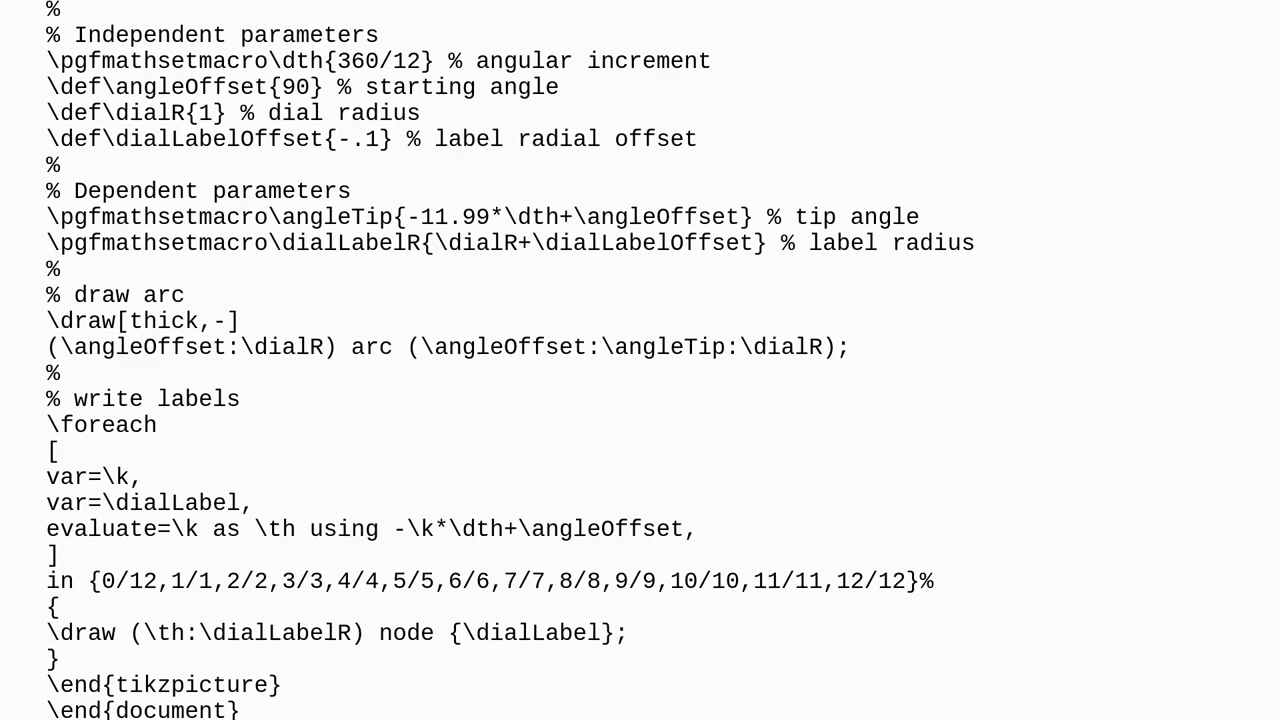 %
% Independent parameters
\pgfmathsetmacro\dth{360/12} % angular increment
\def\angleOffset{90} % starting angle
\def\dialR{1} % dial radius
\def\dialLabelOffset{-.1} % label radial offset
%
% Dependent parameters
\pgfmathsetmacro\angleTip{-11.99*\dth+\angleOffset} % tip angle
\pgfmathsetmacro\dialLabelR{\dialR+\dialLabelOffset} % label radius
%
% draw arc
\draw[thick,-]
(\angleOffset:\dialR) arc (\angleOffset:\angleTip:\dialR);
%
% write labels
\foreach
[
var=\k,
var=\dialLabel,
evaluate=\k as \th using -\k*\dth+\angleOffset,
]
in {0/12,1/1,2/2,3/3,4/4,5/5,6/6,7/7,8/8,9/9,10/10,11/11,12/12}%
{
\draw (\th:\dialLabelR) node {\dialLabel};
}
\end{tikzpicture}
\end{document}